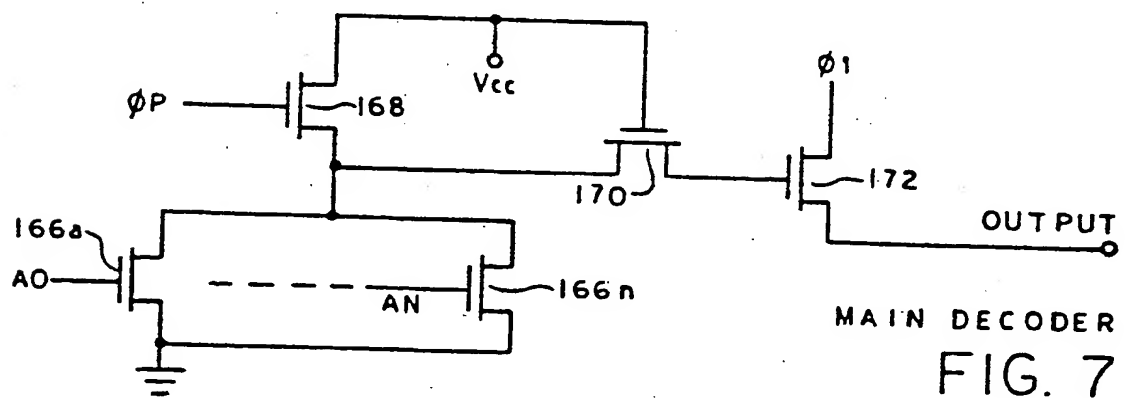 Vcc
Ø1
ØP
168
170
172
OUTPUT
166a
A0
AN
166n
MAIN DECODER
FIG. 7